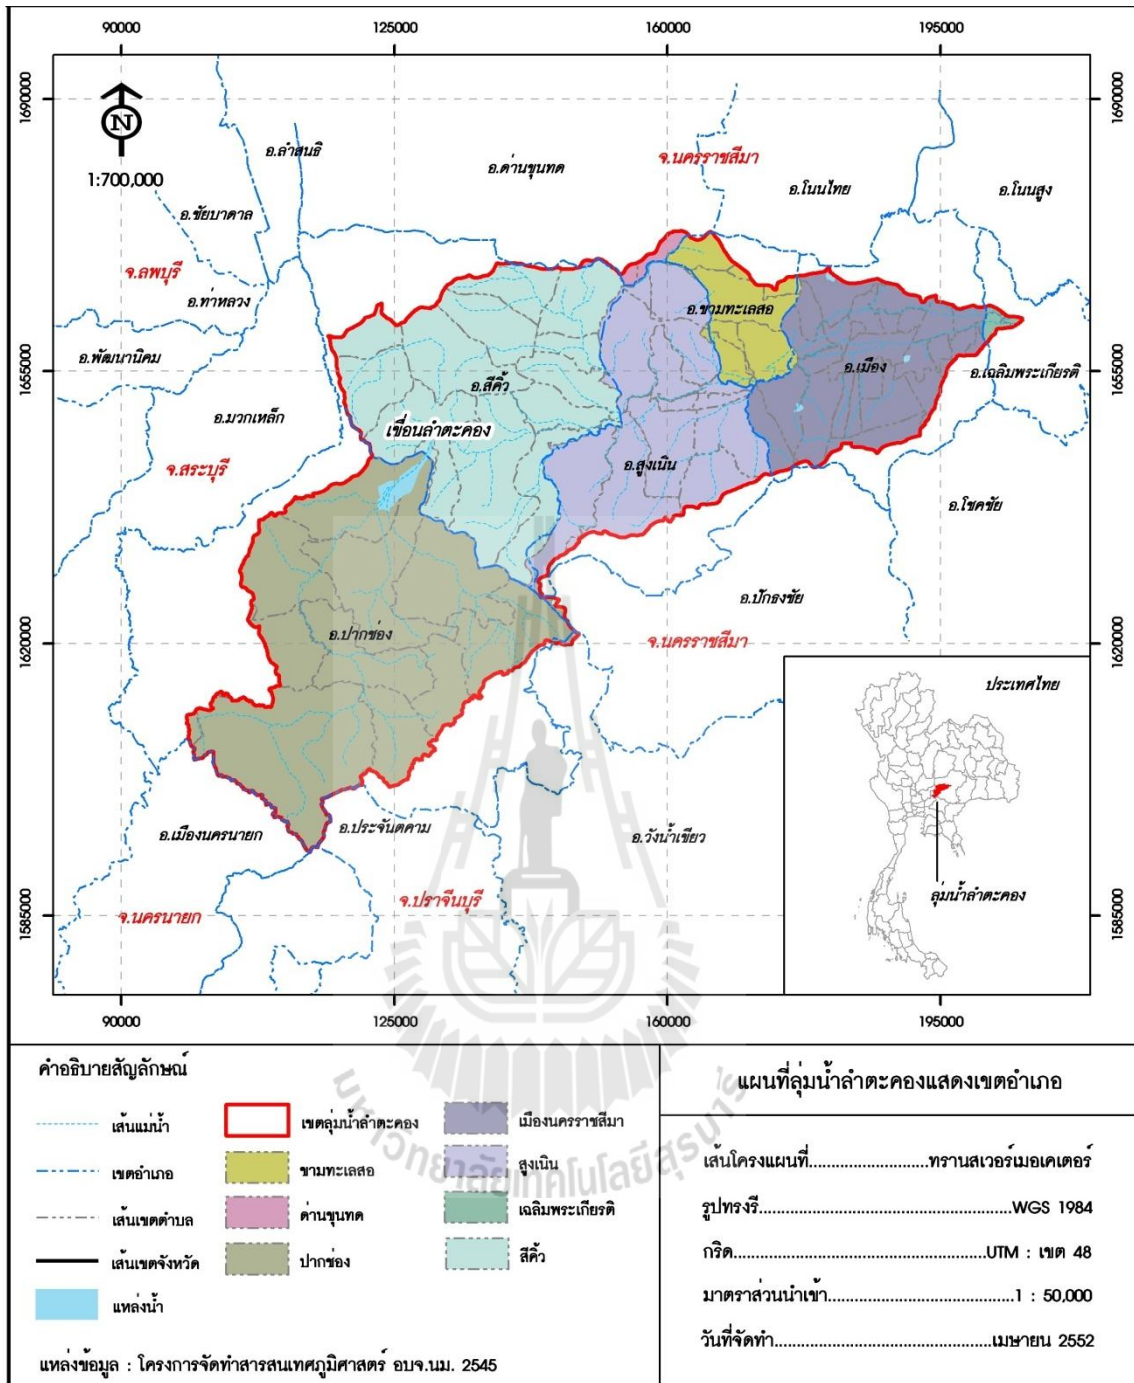 90000 125000 160000 195000
1690000 1690000
N
1:700,000
อ.ลำสนธิ
อ.ด่านขุนทด
จ.นครราชสีมา
อ.โนนไทย
อ.โนนสูง
อ.ชัยบาดาล
จ.ลพบุรี
อ.ท่าหลวง
อ.ขามทะเลสอ
อ.พัฒนานิคม
1655000 1655000
อ.สีคิ้ว
อ.เมือง
อ.เฉลิมพระเกียรติ
อ.มวกเหล็ก
เขื่อนลำตะคอง
จ.สระบุรี
อ.สูงเนิน
อ.โชคชัย
อ.ปักธงชัย
อ.ปากช่อง
จ.นครราชสีมา
1620000 1620000
ประเทศไทย
อ.เมืองนครนายก
อ.ประจันตคาม
อ.วังน้ำเขียว
จ.นครนายก
จ.ปราจีนบุรี
ลุ่มน้ำลำตะคอง
1585000 1585000
90000 125000 160000 195000
คำอธิบายสัญลักษณ์
เส้นแม่น้ำ
เขตอำเภอ
เส้นเขตตำบล
เส้นเขตจังหวัด
แหล่งน้ำ
เขตลุ่มน้ำลำตะคอง
ขามทะเลสอ
ด่านขุนทด
ปากช่อง
เมืองนครราชสีมา
สูงเนิน
เฉลิมพระเกียรติ
สีคิ้ว
แหล่งข้อมูล : โครงการจัดทำสารสนเทศภูมิศาสตร์ อบจ.นม. 2545
แผนที่ลุ่มน้ำลำตะคองแสดงเขตอำเภอ
เส้นโครงแผนที่............................ทรานสเวอร์เมอเคเตอร์
รูปทรงรี............................................................WGS 1984
กริด............................................................UTM : เขต 48
มาตราส่วนนำเข้า............................................1 : 50,000
วันที่จัดทำ....................................................เมษายน 2552
มหาวิทยาลัยเทคโนโลยีสุรนารี